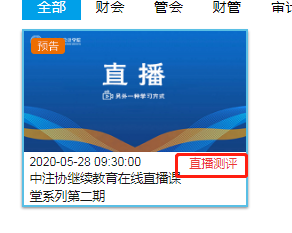 全部 财会 管会 财管 审计
预告
直播
另外一种学习方式
2020-05-28 09:30:00 直播测评
中注协继续教育在线直播课
堂系列第二期